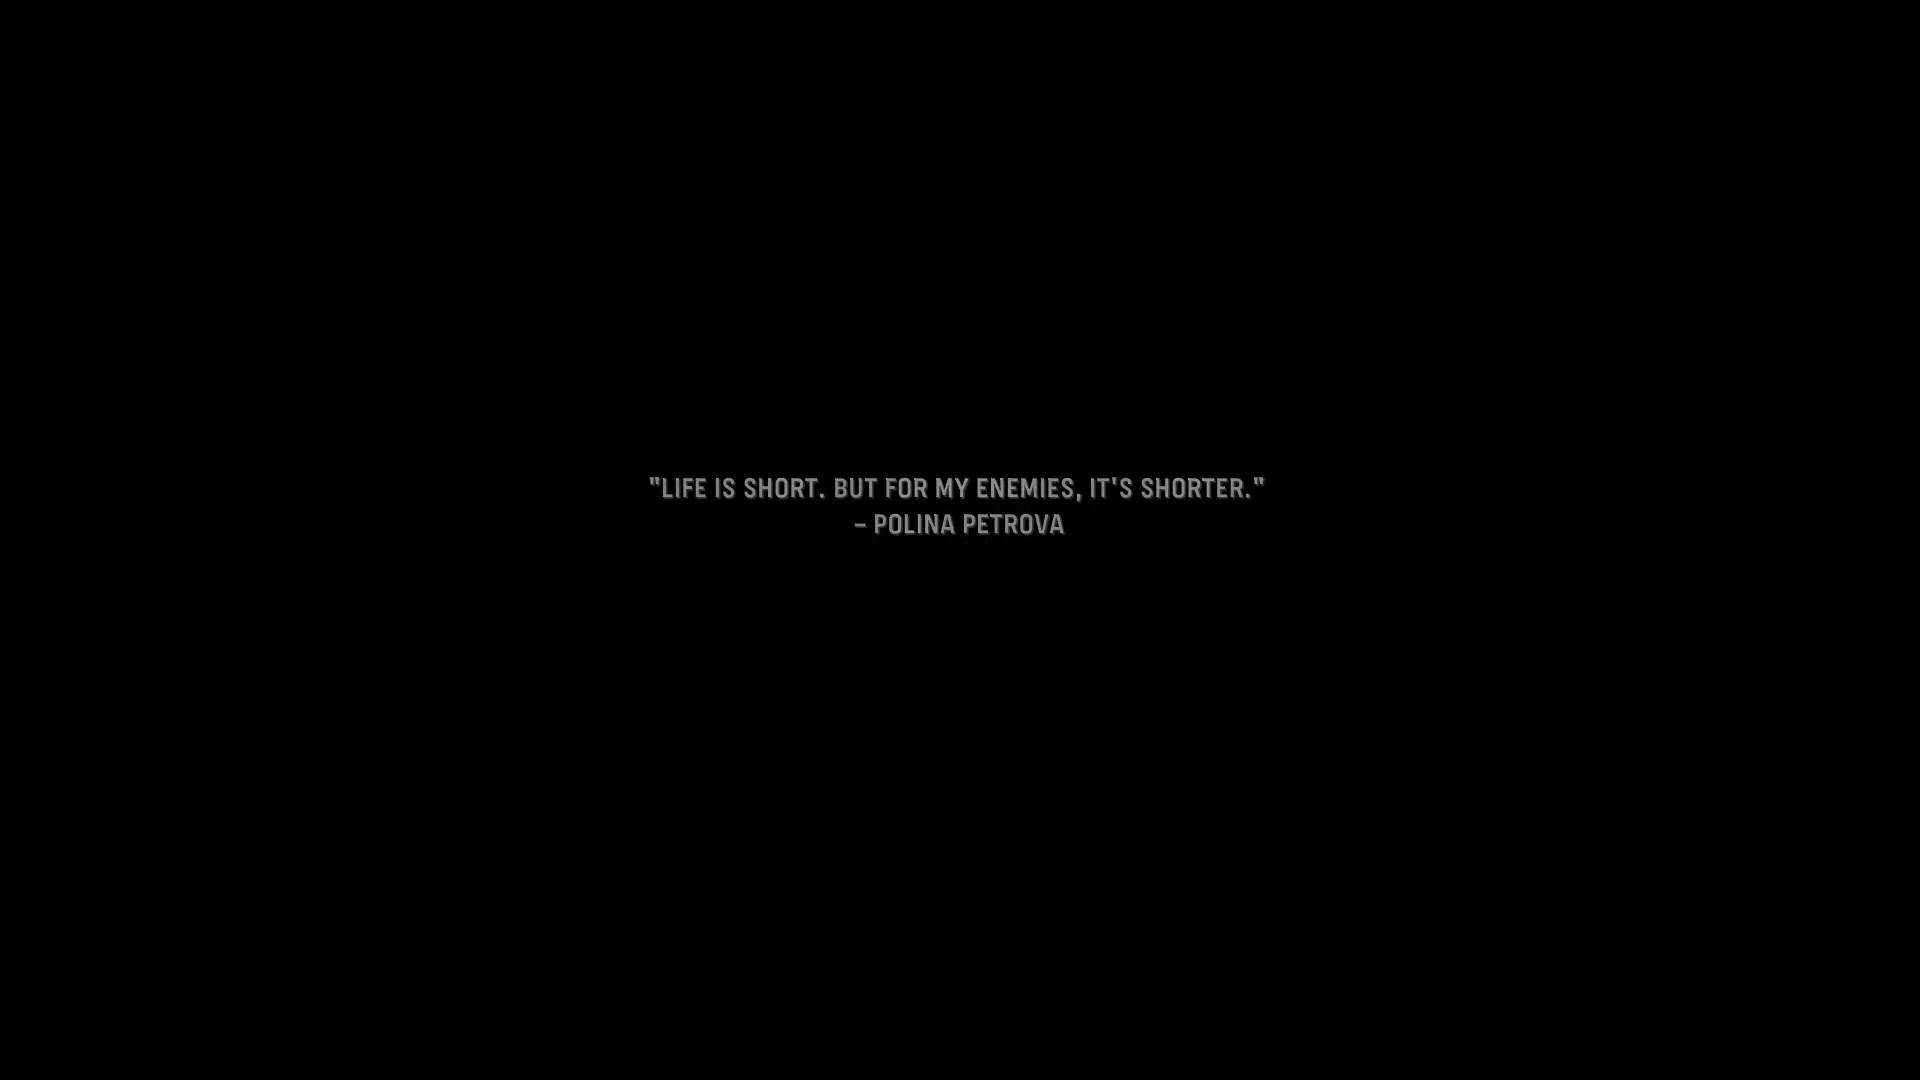 "LIFE IS SHORT. BUT FOR MY ENEMIES, IT'S SHORTER."
– POLINA PETROVA